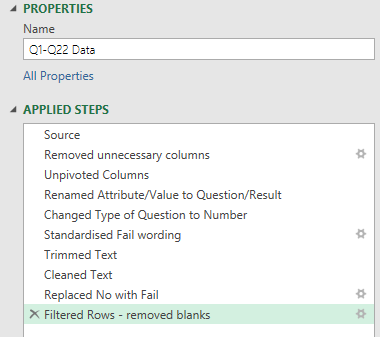 PROPERTIES
Name
Q1-Q22 Data
All Properties
APPLIED STEPS
Source
Removed unnecessary columns
Unpivoted Columns
Renamed Attribute/Value to Question/Result
Changed Type of Question to Number
Standardised Fail wording
Trimmed Text
Cleaned Text
Replaced No with Fail
Filtered Rows - removed blanks